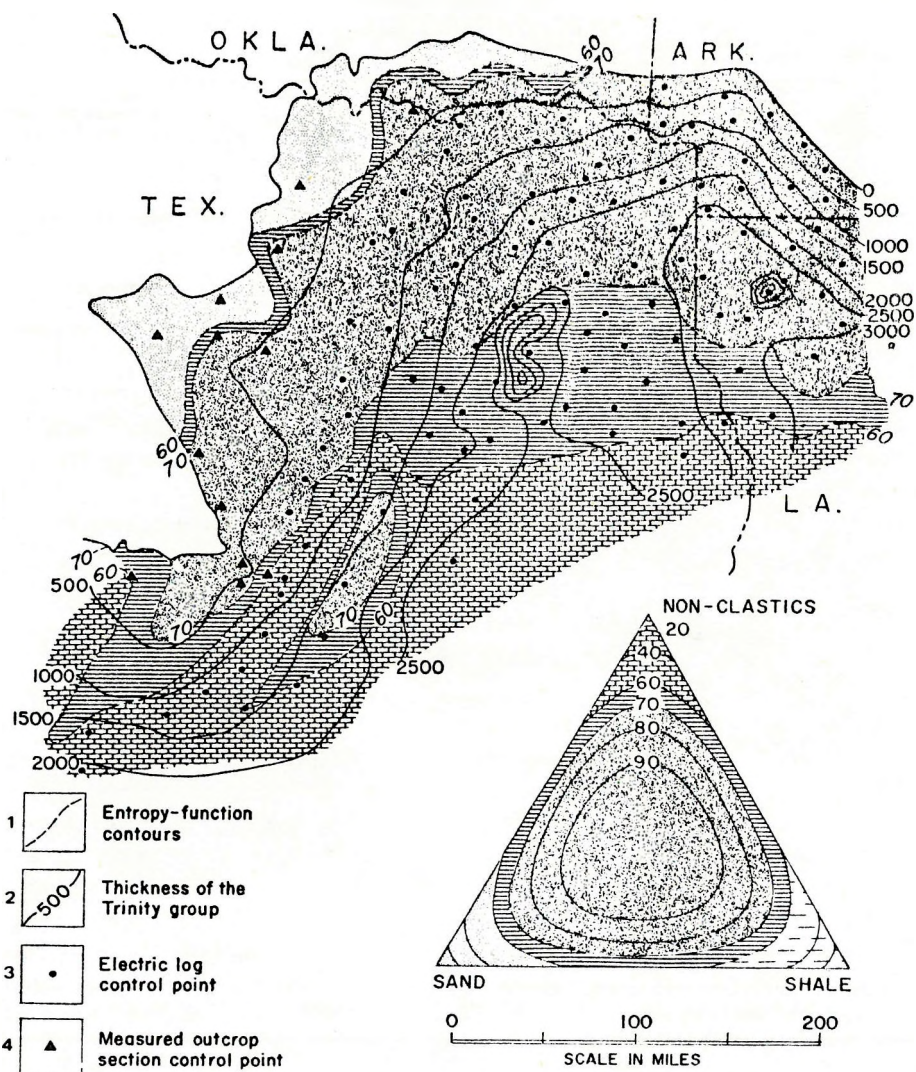 OKLA.
ARK.
60
70
TEX.
0
500
1000
1500
2000
2500
3000
70
60
60
70
2500
LA.
70
60
500
70
70
60
1000
2500
1500
2000
NON-CLASTICS
20
40
60
70
80
90
SAND
SHALE
0 100 200
SCALE IN MILES
1 Entropy-function
contours
2 500 Thickness of the
Trinity group
3 Electric log
control point
4 Measured outcrop
section control point